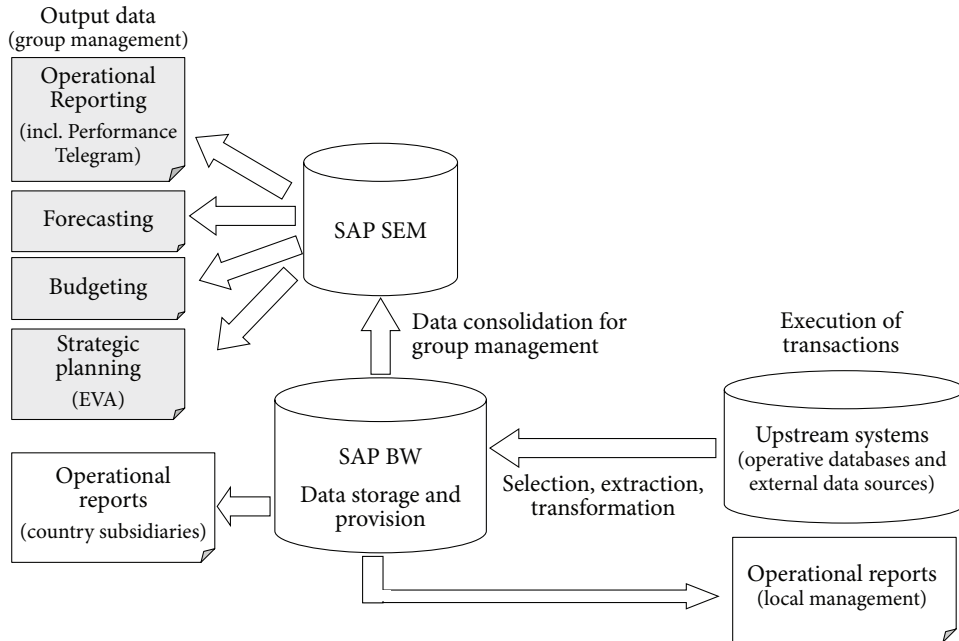 Output data
(group management)
Operational
Reporting
(incl. Performance
Telegram)
Forecasting
Budgeting
Strategic
planning
(EVA)
SAP SEM
Data consolidation for
group management
Execution of
transactions
SAP BW
Data storage and
provision
Selection, extraction,
transformation
Upstream systems
(operative databases and
external data sources)
Operational
reports
(country subsidiaries)
Operational reports
(local management)